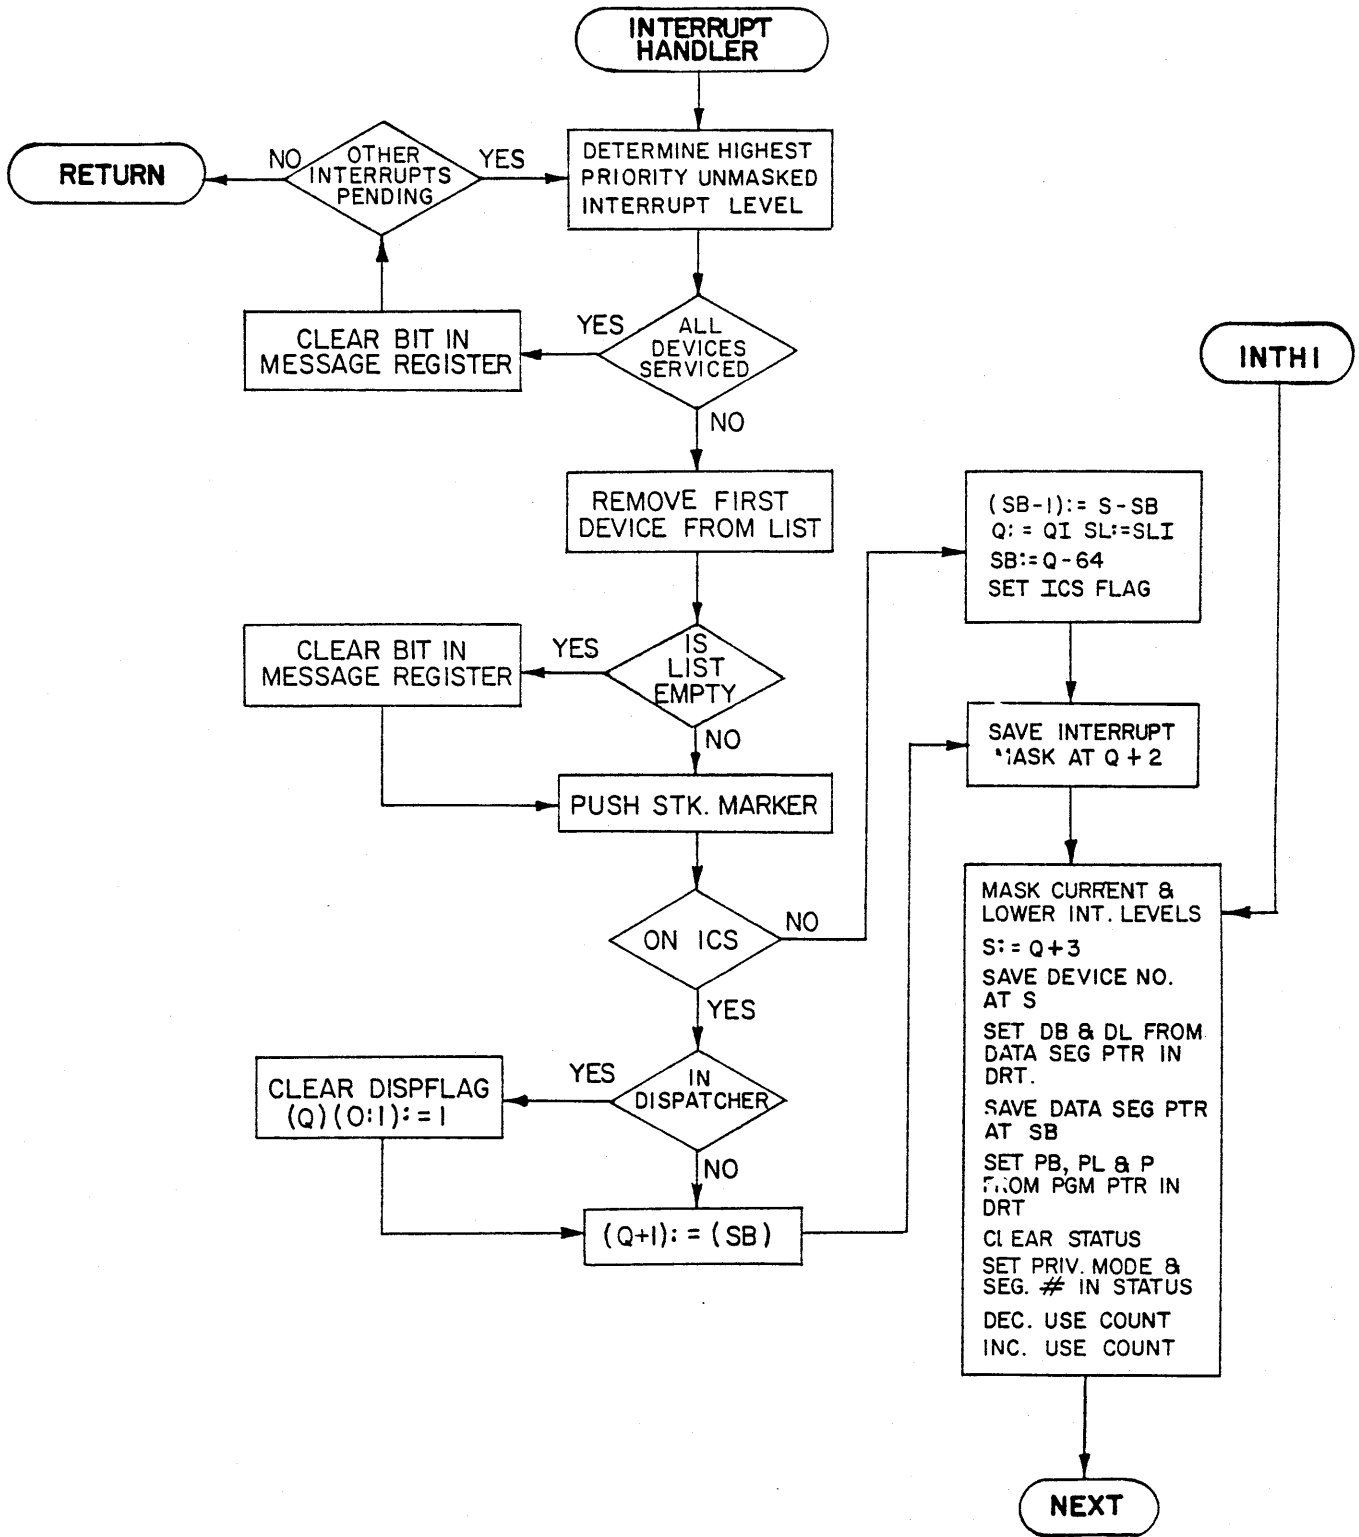 INTERRUPT
HANDLER
RETURN
NO
OTHER
INTERRUPTS
PENDING
YES
DETERMINE HIGHEST
PRIORITY UNMASKED
INTERRUPT LEVEL
CLEAR BIT IN
MESSAGE REGISTER
YES
ALL
DEVICES
SERVICED
NO
INTH1
REMOVE FIRST
DEVICE FROM LIST
(SB-1):= S-SB
Q:= QI SL:=SLI
SB:=Q-64
SET ICS FLAG
CLEAR BIT IN
MESSAGE REGISTER
YES
IS
LIST
EMPTY
NO
SAVE INTERRUPT
MASK AT Q+2
PUSH STK. MARKER
ON ICS
NO
YES
MASK CURRENT &
LOWER INT. LEVELS
S:= Q+3
SAVE DEVICE NO.
AT S
SET DB & DL FROM
DATA SEG PTR IN
DRT.
SAVE DATA SEG PTR
AT SB
SET PB, PL & P
FROM PGM PTR IN
DRT
CLEAR STATUS
SET PRIV. MODE &
SEG. # IN STATUS
DEC. USE COUNT
INC. USE COUNT
CLEAR DISPFLAG
(Q)(0:1):=1
YES
IN
DISPATCHER
NO
(Q+1):=(SB)
NEXT